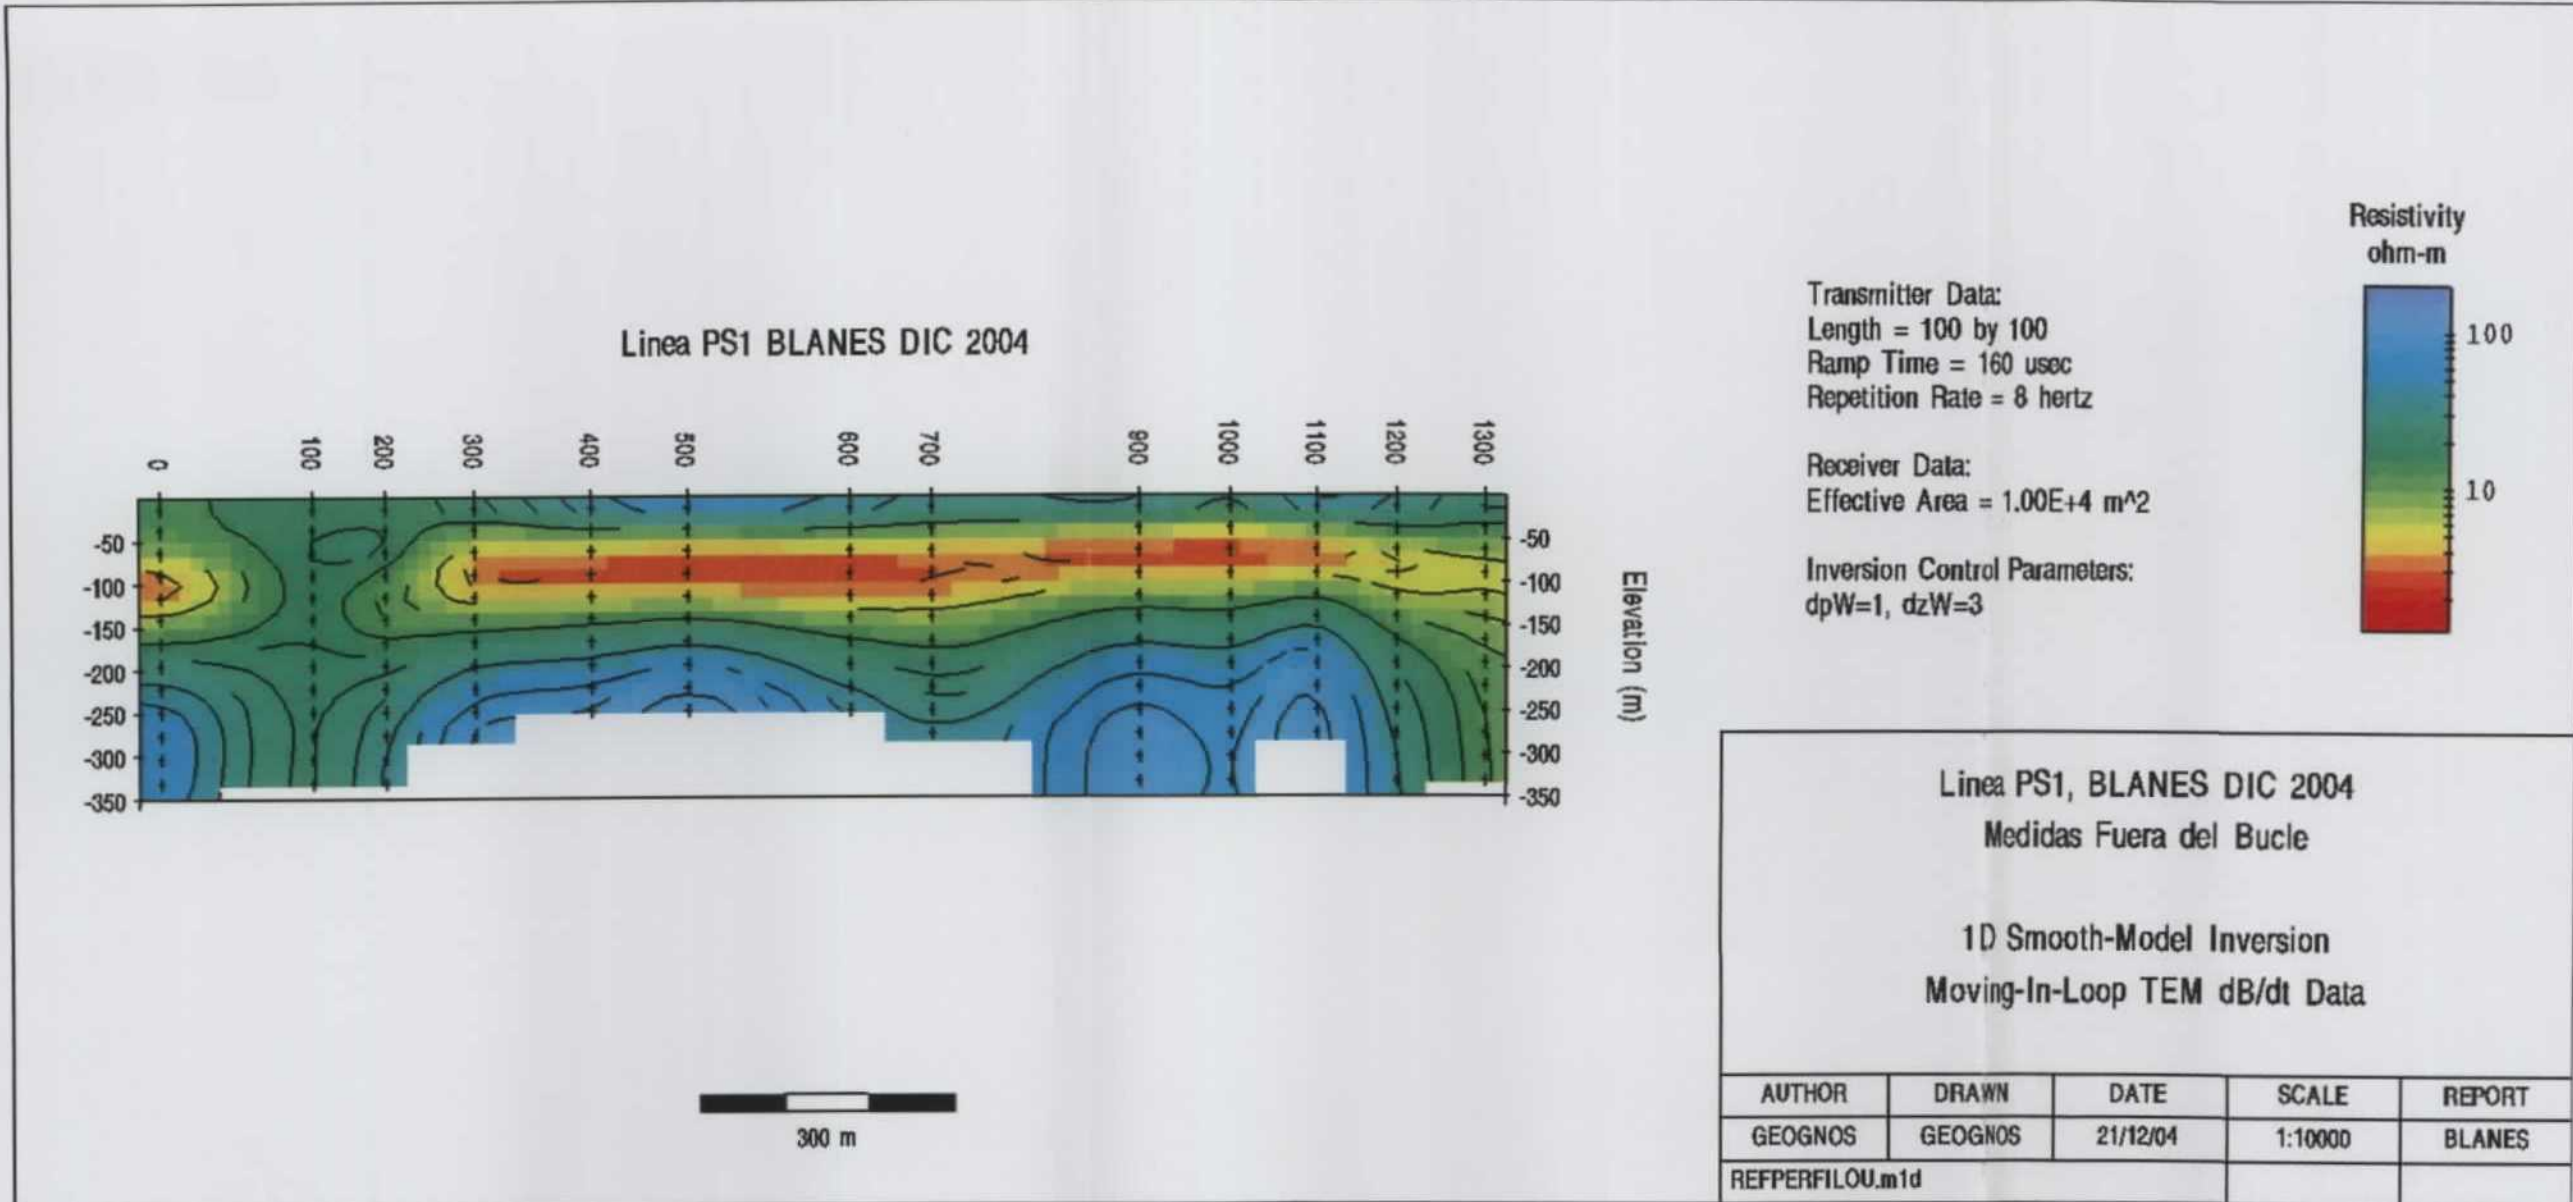 Linea PS1 BLANES DIC 2004
0 100 200 300 400 500 600 700 900 1000 1100 1200 1300
-50
-100
-150
-200
-250
-300
-350
-50
-100
-150
-200
-250
-300
-350
Elevation (m)
300 m
Transmitter Data:
Length = 100 by 100
Ramp Time = 160 usec
Repetition Rate = 8 hertz
Receiver Data:
Effective Area = 1.00E+4 m^2
Inversion Control Parameters:
dpW=1, dzW=3
Resistivity
ohm-m
100
10
Linea PS1, BLANES DIC 2004
Medidas Fuera del Bucle
1D Smooth-Model Inversion
Moving-In-Loop TEM dB/dt Data
AUTHOR DRAWN DATE SCALE REPORT
GEOGNOS GEOGNOS 21/12/04 1:10000 BLANES
REFPERFILOU.m1d